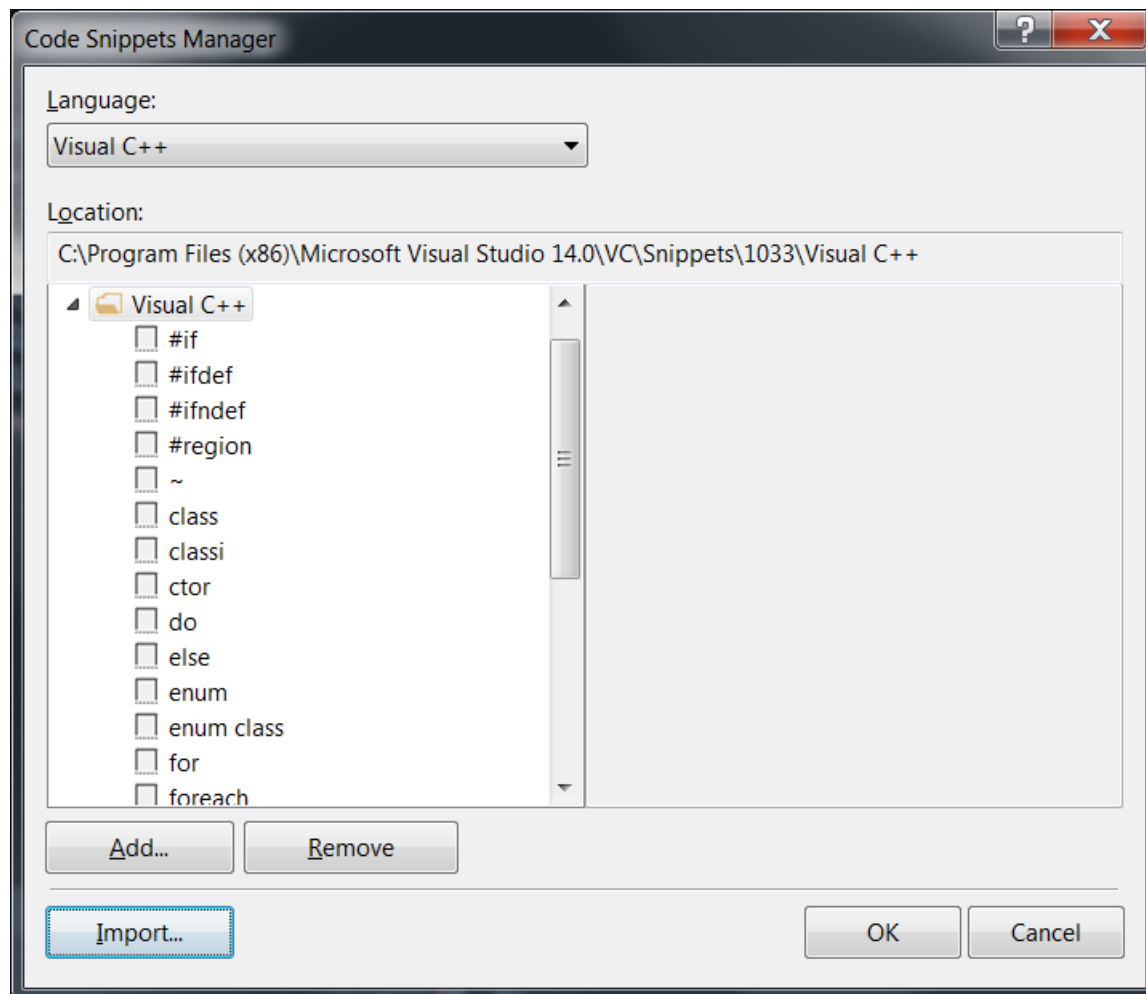 Code Snippets Manager
Language:
Visual C++
Location:
C:\Program Files (x86)\Microsoft Visual Studio 14.0\VC\Snippets\1033\Visual C++
Visual C++
#if
#ifdef
#ifndef
#region
~
class
classi
ctor
do
else
enum
enum class
for
foreach
Add... Remove
Import... OK Cancel